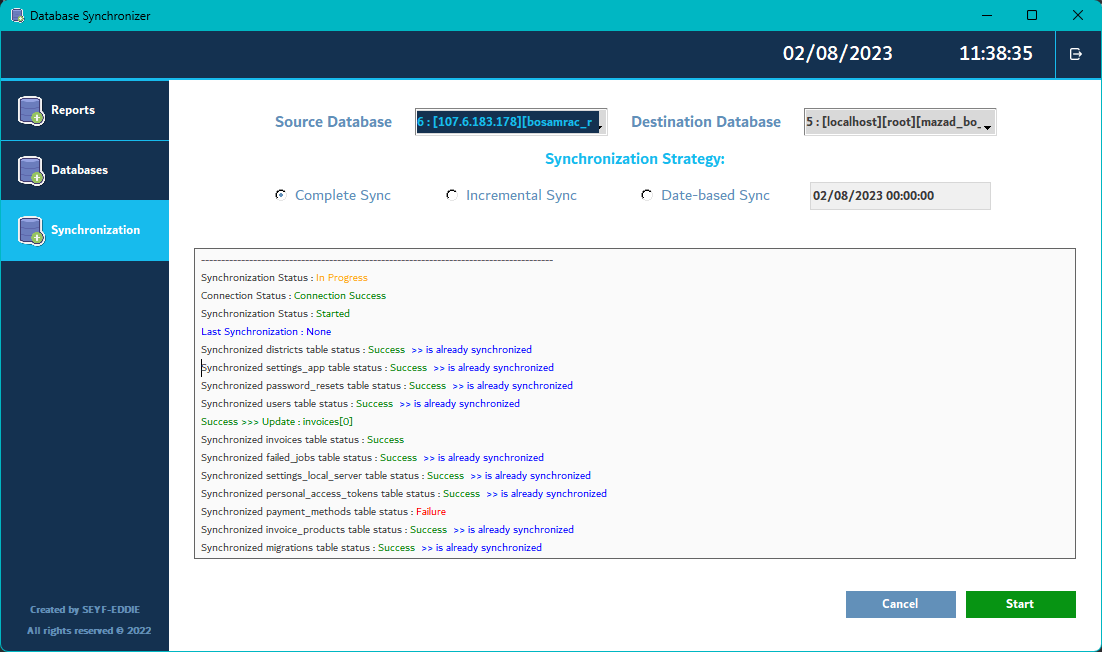 Database Synchronizer
02/08/2023 11:38:35
Reports
Databases
Synchronization
Source Database 6 : [107.6.183.178][bosamrac_r Destination Database 5 : [localhost][root][mazad_bo_
Synchronization Strategy:
Complete Sync Incremental Sync Date-based Sync 02/08/2023 00:00:00
----------------------------------------------------------------------------------------
Synchronization Status : In Progress
Connection Status : Connection Success
Synchronization Status : Started
Last Synchronization : None
Synchronized districts table status : Success >> is already synchronized
Synchronized settings_app table status : Success >> is already synchronized
Synchronized password_resets table status : Success >> is already synchronized
Synchronized users table status : Success >> is already synchronized
Success >>> Update : invoices[0]
Synchronized invoices table status : Success
Synchronized failed_jobs table status : Success >> is already synchronized
Synchronized settings_local_server table status : Success >> is already synchronized
Synchronized personal_access_tokens table status : Success >> is already synchronized
Synchronized payment_methods table status : Failure
Synchronized invoice_products table status : Success >> is already synchronized
Synchronized migrations table status : Success >> is already synchronized
Cancel Start
Created by SEYF-EDDIE
All rights reserved © 2022